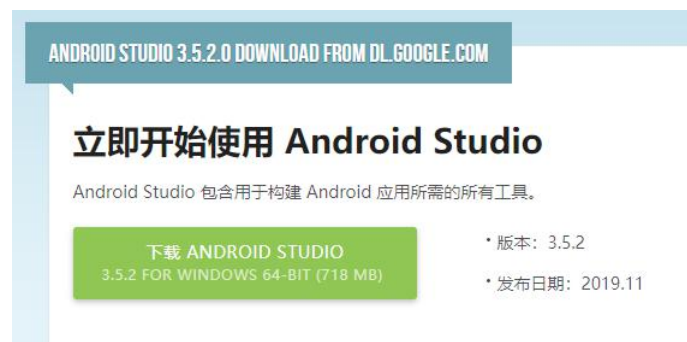 ANDROID STUDIO 3.5.2.0 DOWNLOAD FROM DL.GOOGLE.COM
立即开始使用 Android Studio
Android Studio 包含用于构建 Android 应用所需的所有工具。
下载 ANDROID STUDIO
3.5.2 FOR WINDOWS 64-BIT (718 MB)
• 版本：3.5.2
• 发布日期：2019.11